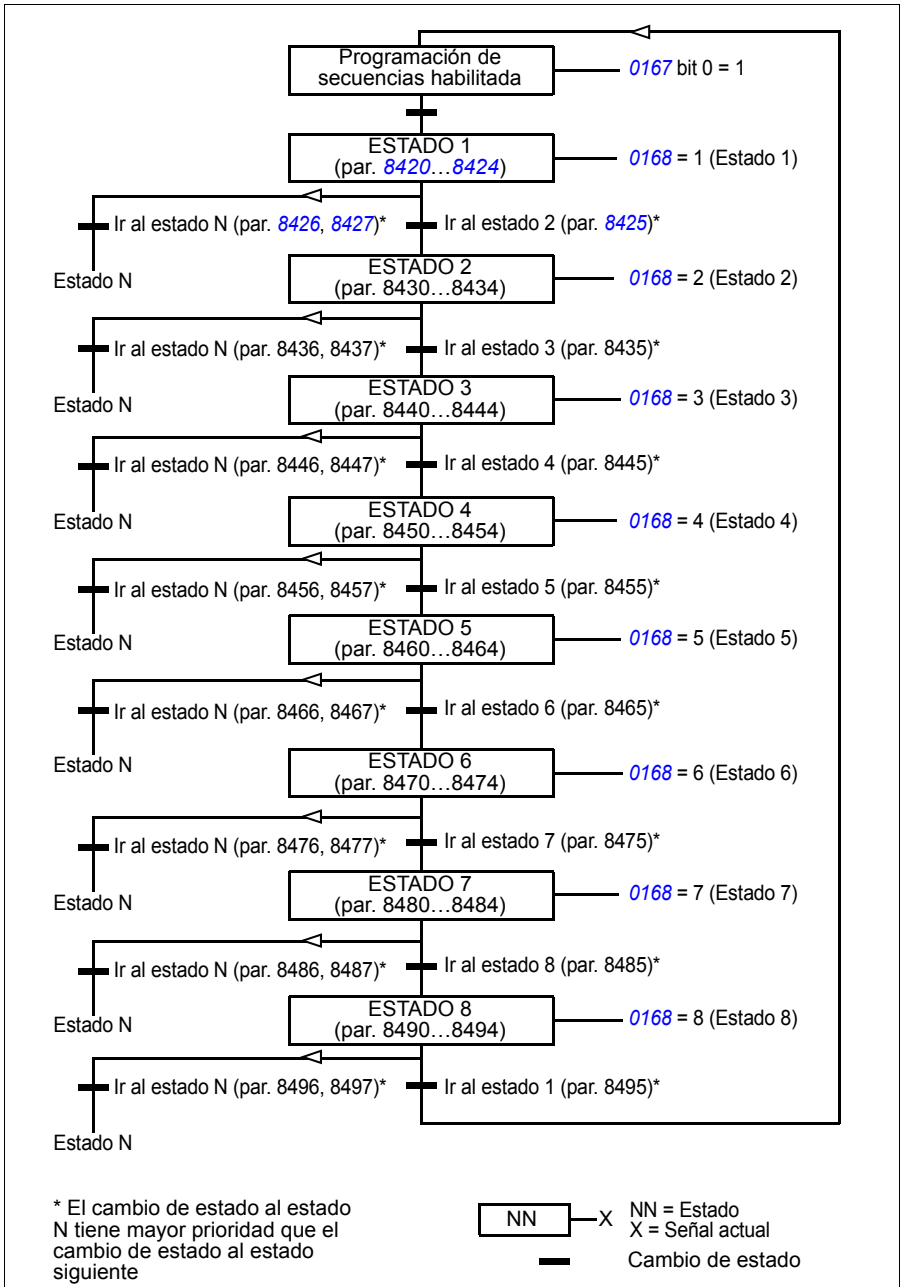 Programación de
secuencias habilitada
0167 bit 0 = 1
ESTADO 1
(par. 8420…8424)
0168 = 1 (Estado 1)
Ir al estado N (par. 8426, 8427)*
Ir al estado 2 (par. 8425)*
Estado N
ESTADO 2
(par. 8430…8434)
0168 = 2 (Estado 2)
Ir al estado N (par. 8436, 8437)*
Ir al estado 3 (par. 8435)*
Estado N
ESTADO 3
(par. 8440…8444)
0168 = 3 (Estado 3)
Ir al estado N (par. 8446, 8447)*
Ir al estado 4 (par. 8445)*
Estado N
ESTADO 4
(par. 8450…8454)
0168 = 4 (Estado 4)
Ir al estado N (par. 8456, 8457)*
Ir al estado 5 (par. 8455)*
Estado N
ESTADO 5
(par. 8460…8464)
0168 = 5 (Estado 5)
Ir al estado N (par. 8466, 8467)*
Ir al estado 6 (par. 8465)*
Estado N
ESTADO 6
(par. 8470…8474)
0168 = 6 (Estado 6)
Ir al estado N (par. 8476, 8477)*
Ir al estado 7 (par. 8475)*
Estado N
ESTADO 7
(par. 8480…8484)
0168 = 7 (Estado 7)
Ir al estado N (par. 8486, 8487)*
Ir al estado 8 (par. 8485)*
Estado N
ESTADO 8
(par. 8490…8494)
0168 = 8 (Estado 8)
Ir al estado N (par. 8496, 8497)*
Ir al estado 1 (par. 8495)*
Estado N
* El cambio de estado al estado
N tiene mayor prioridad que el
cambio de estado al estado
siguiente
NN
X
NN = Estado
X = Señal actual
Cambio de estado